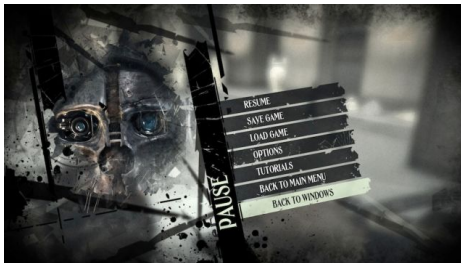 RESUME
SAVE GAME
LOAD GAME
OPTIONS
TUTORIALS
BACK TO MAIN MENU
BACK TO WINDOWS
PAUSE